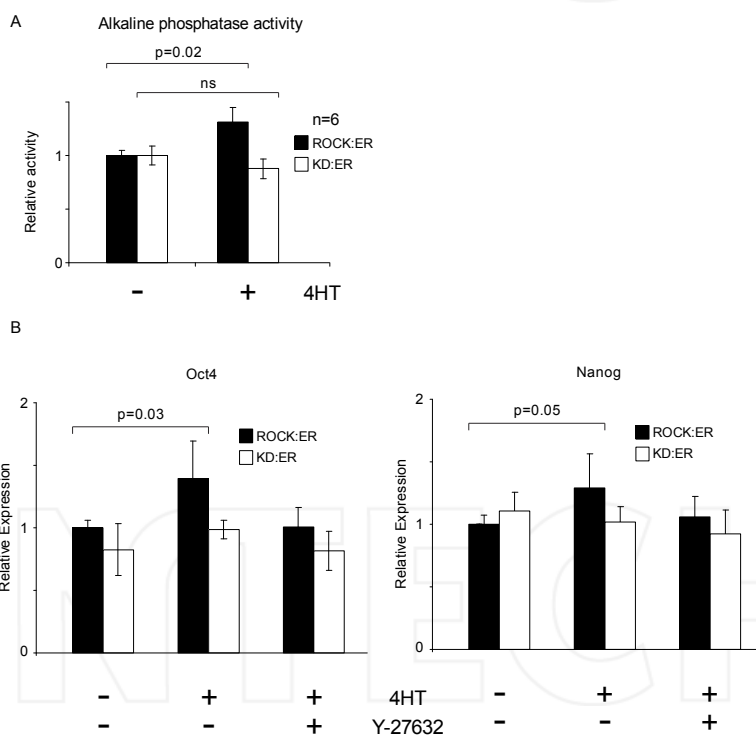 A
Alkaline phosphatase activity
p=0.02
ns
n=6
ROCK:ER
KD:ER
Relative activity
1
0
- + 4HT
B
Oct4
2
p=0.03
ROCK:ER
KD:ER
Relative Expression
1
0
Nanog
2
p=0.05
ROCK:ER
KD:ER
Relative Expression
1
0
- + + 4HT - + +
- - + Y-27632 - - +
INTECH